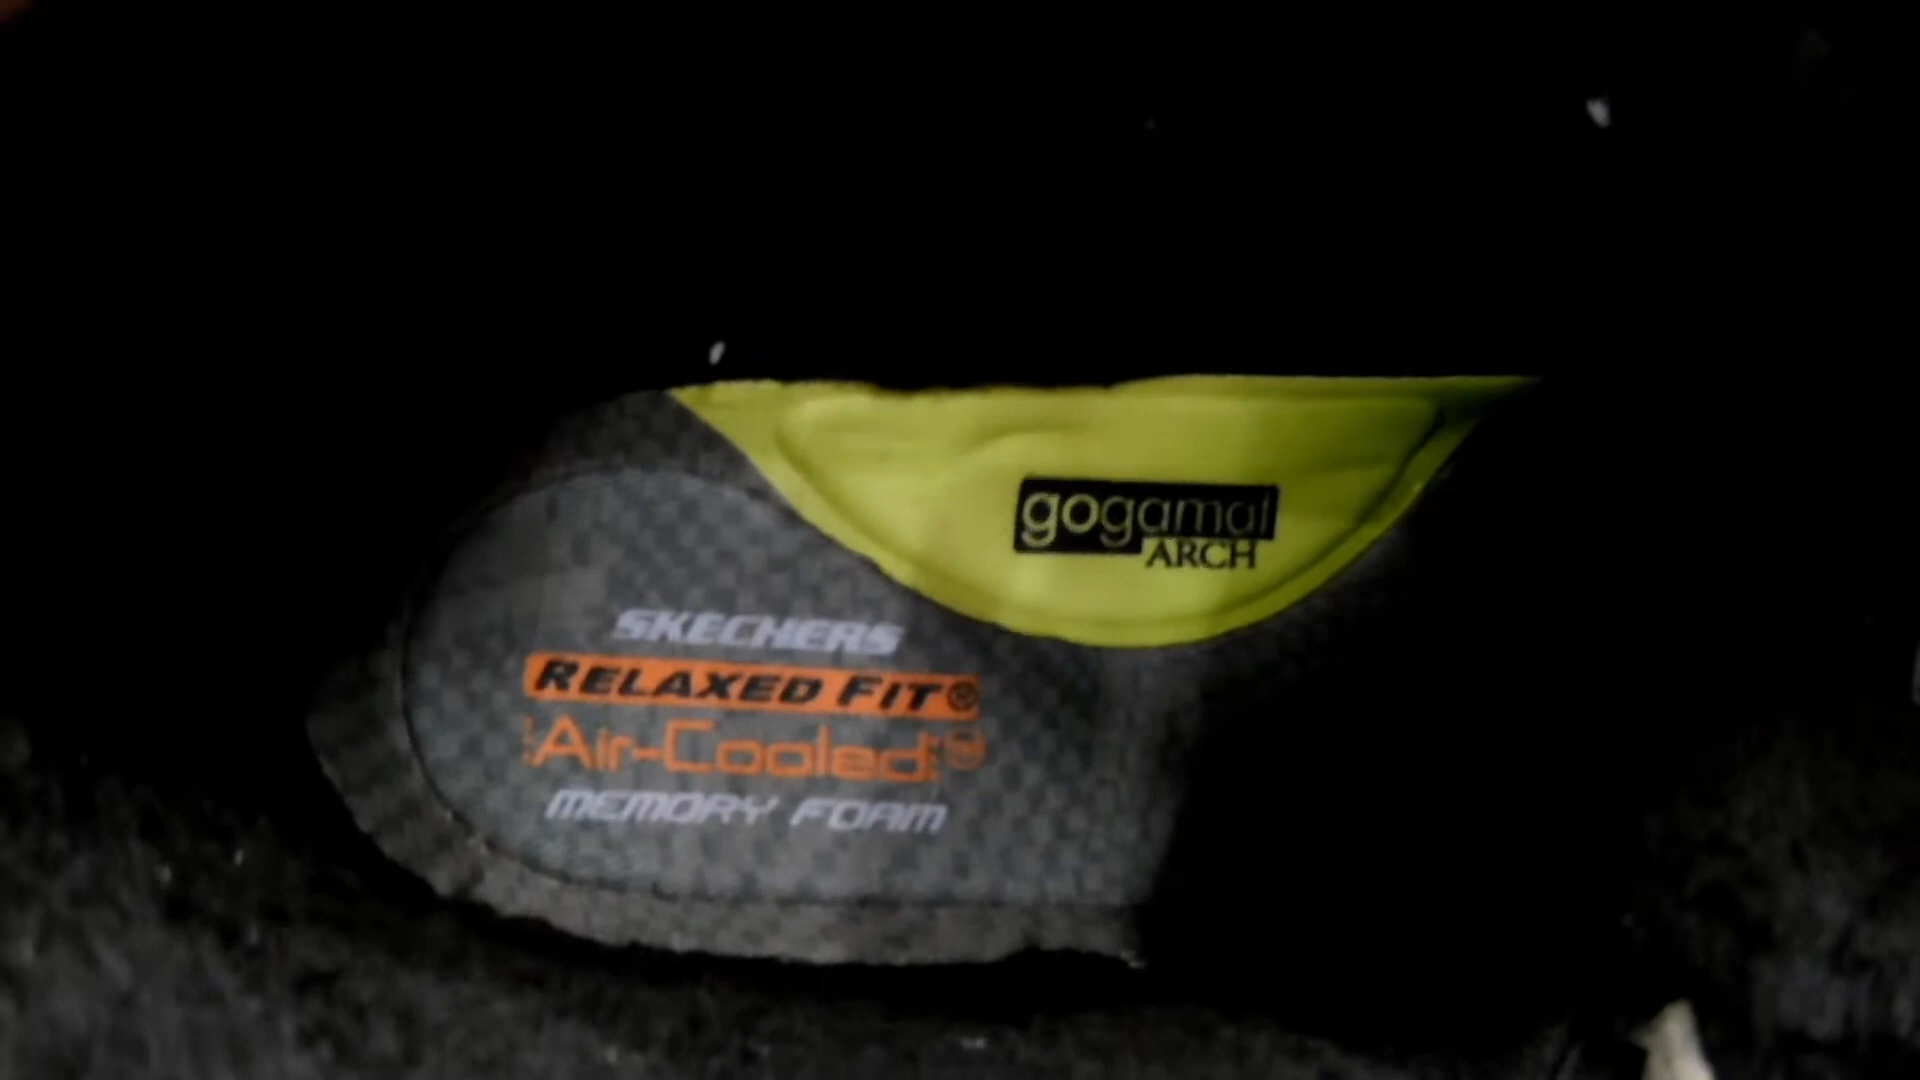 gogamat
ARCH
SKECHERS
RELAXED FIT®
Air-Cooled
MEMORY FOAM